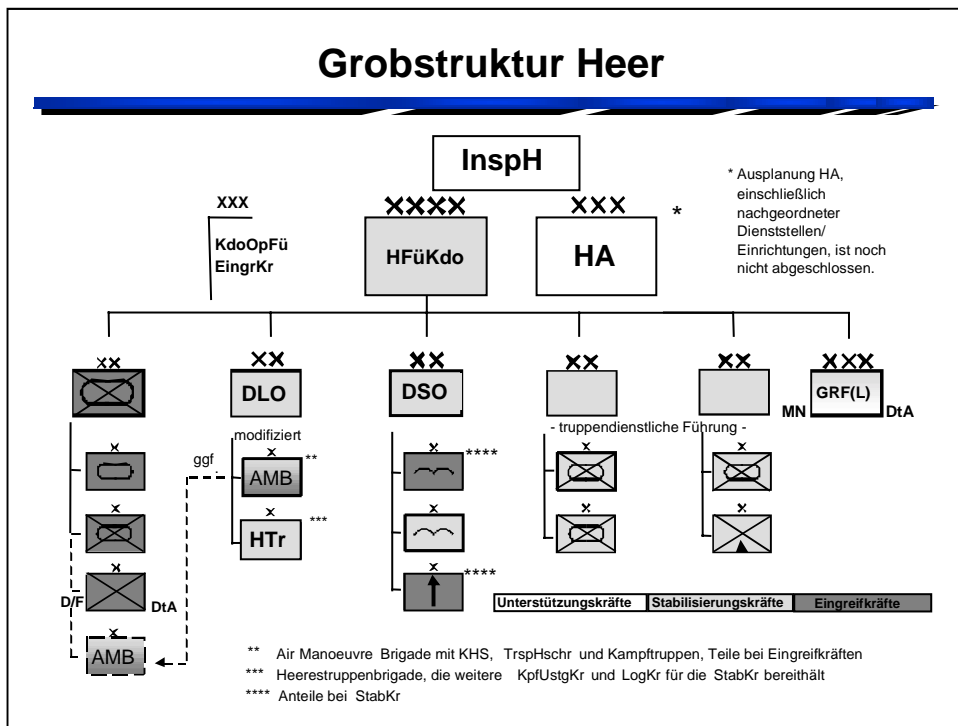 Grobstruktur Heer
InspH
XXX
KdoOpFü
EingrKr
XXXX
HFüKdo
XXX
HA
*
* Ausplanung HA,
einschließlich
nachgeordneter
Dienststellen/
Einrichtungen, ist noch
nicht abgeschlossen.
XX
XX
DLO
XX
DSO
XX
XX
XXX
GRF(L)
MN
DtA
modifiziert
- truppendienstliche Führung -
ggf.
X
X
AMB
**
X
****
X
X
X
X
HTr
***
X
X
X
X
D/F
DtA
X
****
X
AMB
Unterstützungskräfte
Stabilisierungskräfte
Eingreifkräfte
** Air Manoeuvre Brigade mit KHS, TrspHschr und Kampftruppen, Teile bei Eingreifkräften
*** Heerestruppenbrigade, die weitere KpfUstgKr und LogKr für die StabKr bereithält
**** Anteile bei StabKr